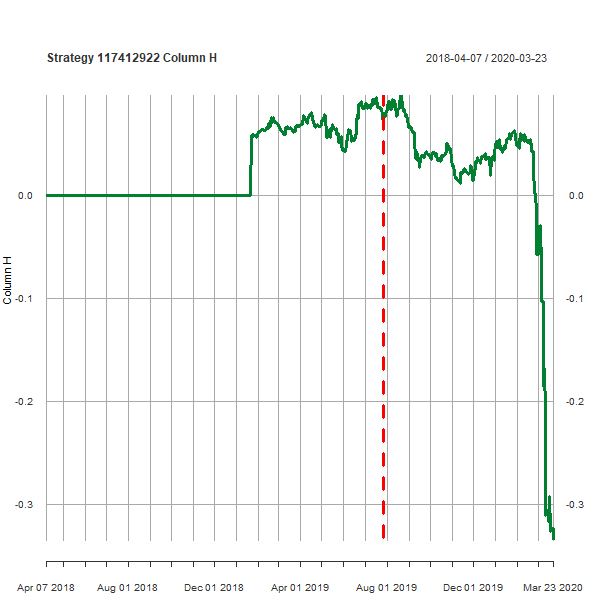 Strategy 117412922 Column H
2018-04-07 / 2020-03-23
0.0 0.0
-0.1 -0.1
-0.2 -0.2
-0.3 -0.3
Column H
Apr 07 2018 Aug 01 2018 Dec 01 2018 Apr 01 2019 Aug 01 2019 Dec 01 2019 Mar 23 2020